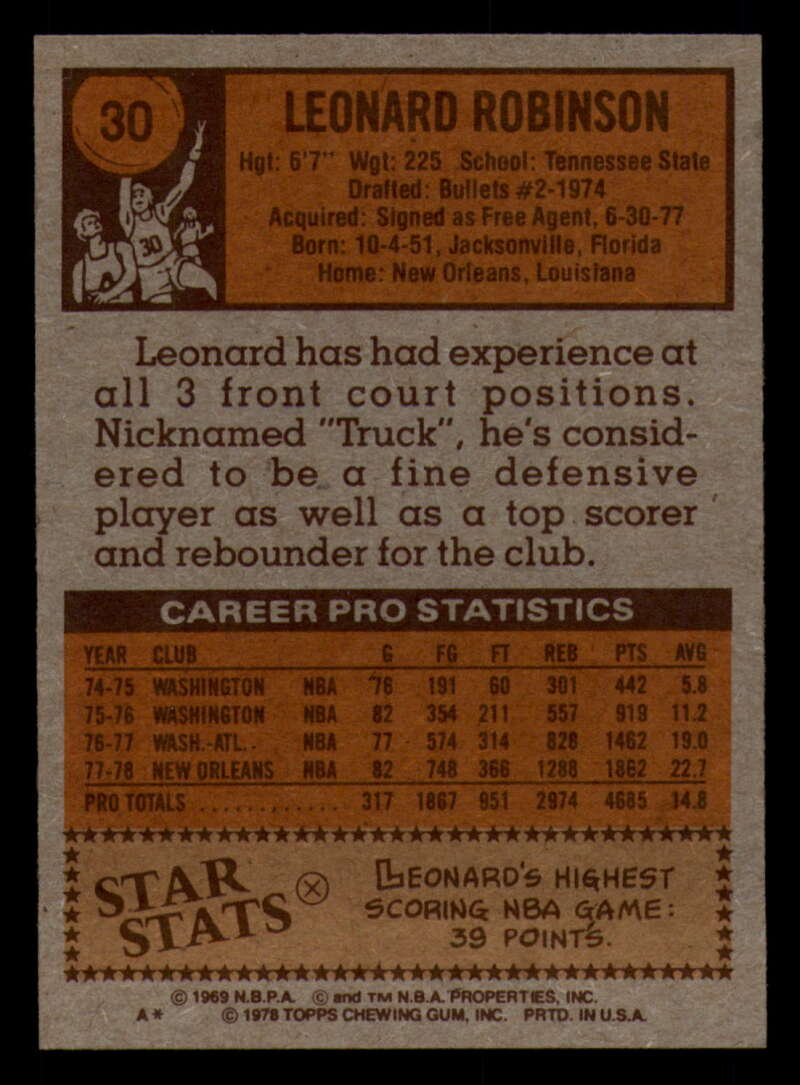 30
LEONARD ROBINSON
Hgt: 6'7" Wgt: 225 School: Tennessee State
Drafted: Bullets #2-1974
Acquired: Signed as Free Agent, 6-30-77
Born: 10-4-51, Jacksonville, Florida
Home: New Orleans, Louisiana
30
Leonard has had experience at
all 3 front court positions.
Nicknamed "Truck", he's consid-
ered to be a fine defensive
player as well as a top scorer
and rebounder for the club.
CAREER PRO STATISTICS
YEAR CLUB G FG FT REB PTS AVG
74-75 WASHINGTON NBA 76 191 60 301 442 5.8
75-76 WASHINGTON NBA 82 354 211 557 919 11.2
76-77 WASH.-ATL.. NBA 77 574 314 828 1462 19.0
77-78 NEW ORLEANS NBA 82 748 366 1288 1862 22.7
PRO TOTALS ............. 317 1867 951 2974 4685 14.8
STAR STATS
LEONARD'S HIGHEST
SCORING NBA GAME:
39 POINTS.
© 1969 N.B.P.A. © and TM N.B.A. PROPERTIES, INC.
A* © 1978 TOPPS CHEWING GUM, INC. PRTD. IN U.S.A.